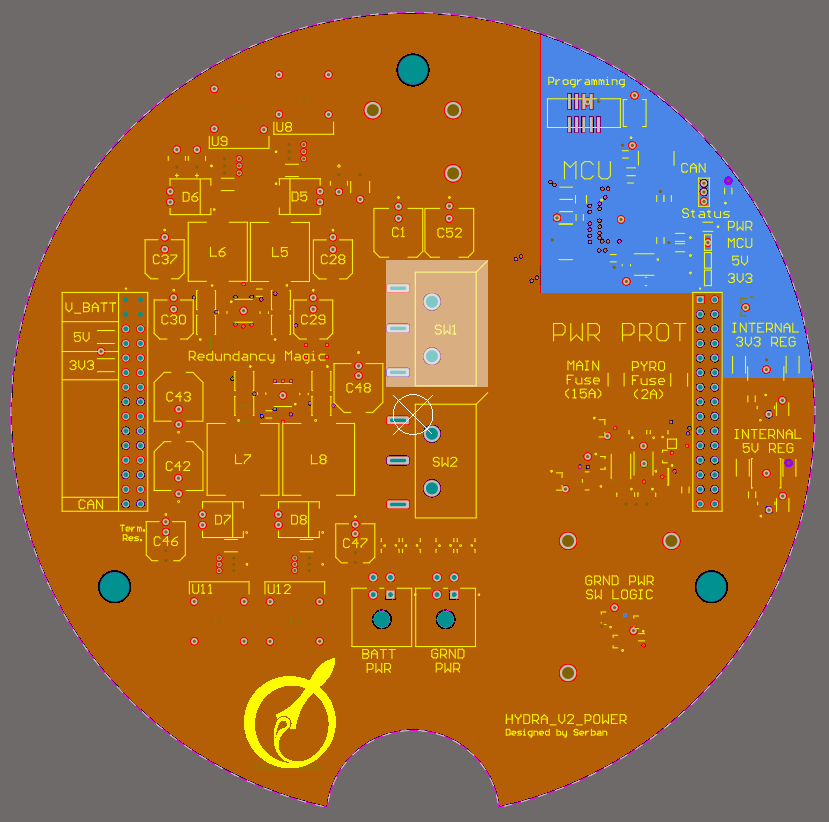 Programming
U9
U8
MCU
CAN
D6
D5
Status
PWR
MCU
5V
3V3
C1
C52
L6
L5
C37
C28
V_BATT
5V
3V3
C30
C29
SW1
Redundancy Magic
PWR PROT
INTERNAL
3V3 REG
MAIN
Fuse
(15A)
PYRO
Fuse
(2A)
C43
C48
C42
L7
L8
SW2
INTERNAL
5V REG
CAN
Term.
Res.
C46
D7
D8
C47
U11
U12
GRND PWR
SW LOGIC
BATT
PWR
GRND
PWR
HYDRA_V2_POWER
Designed by Serban